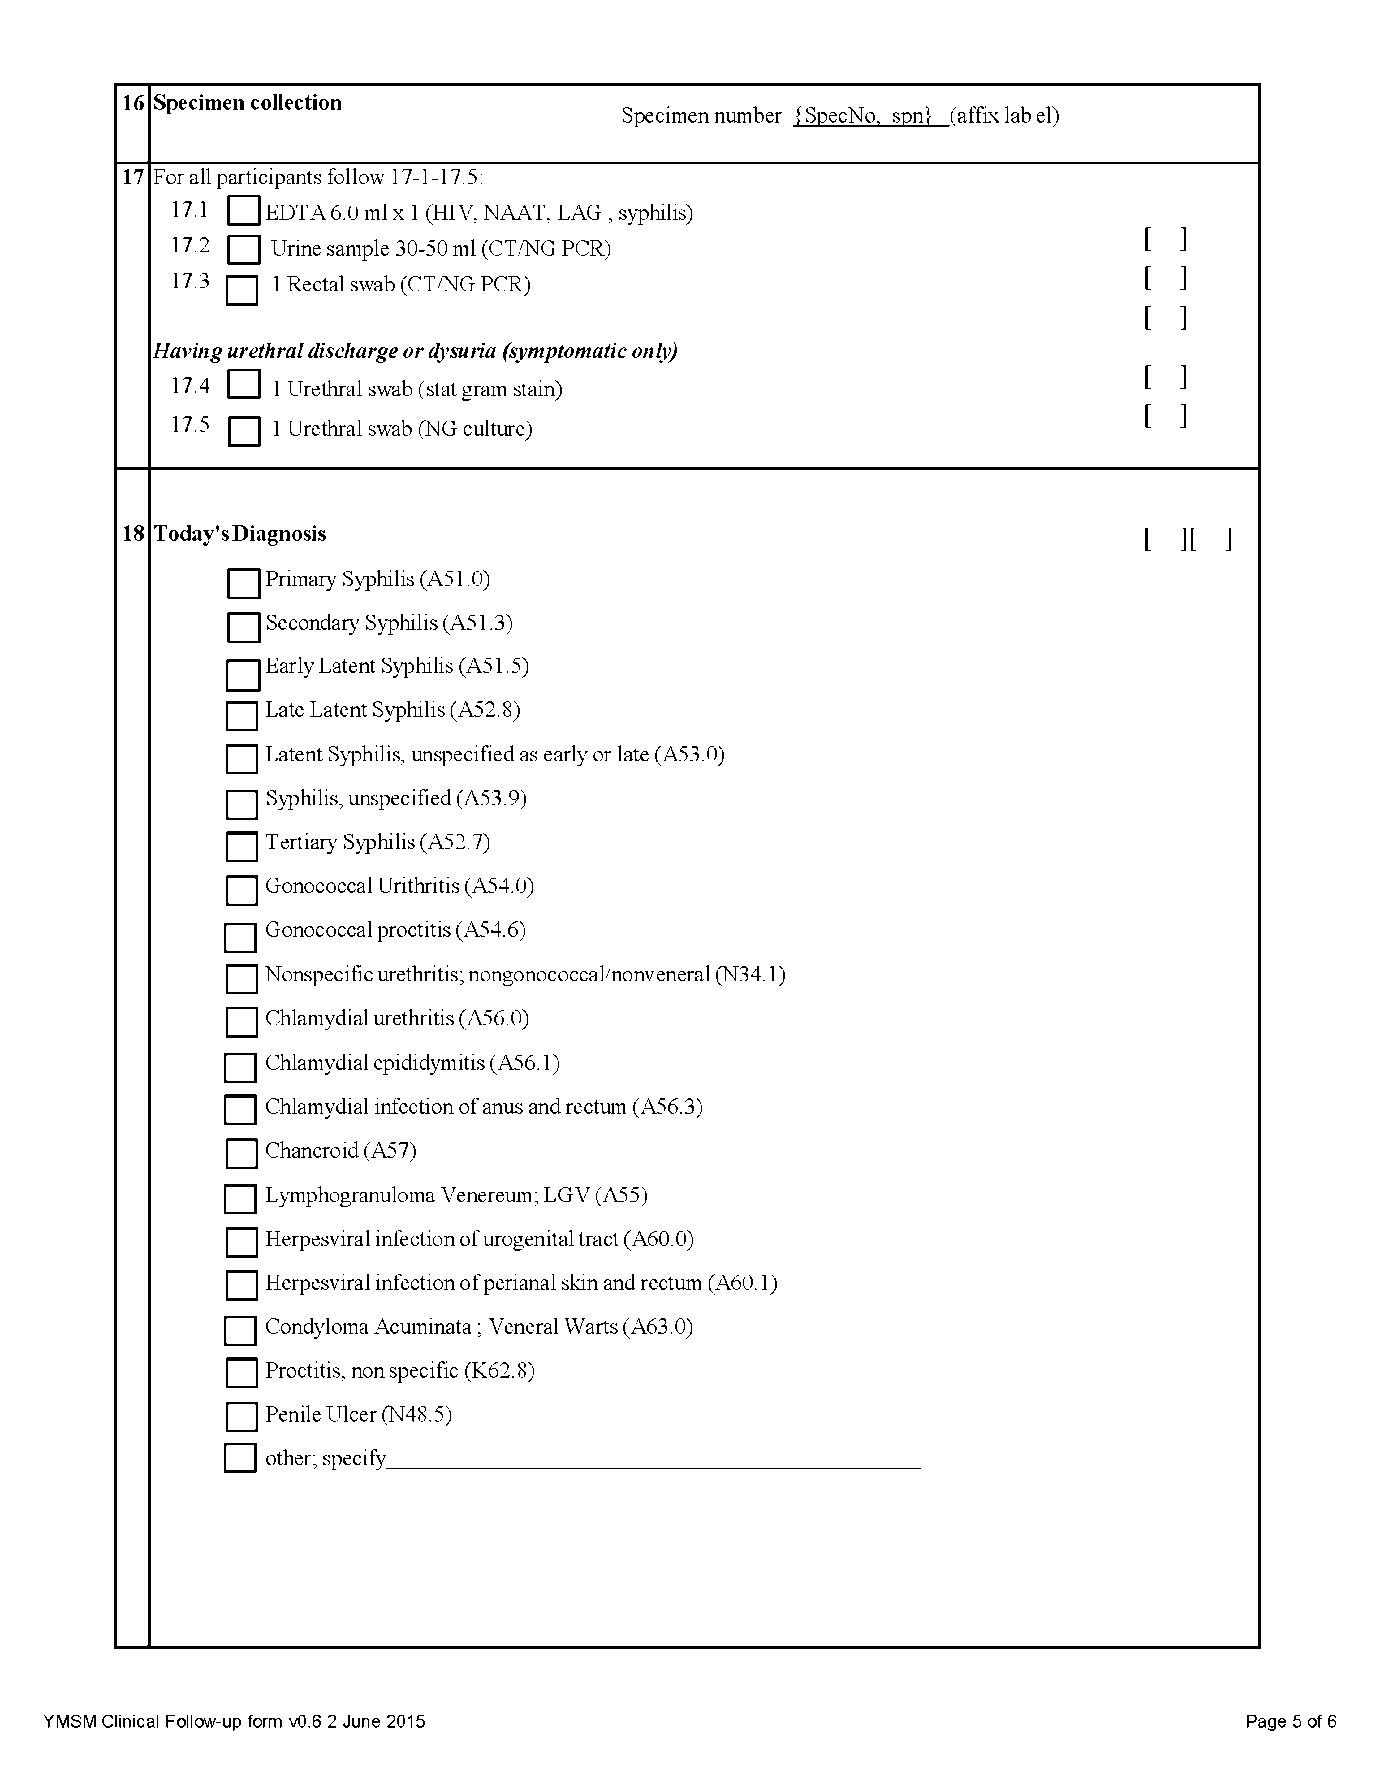 16 Specimen collection
Specimen number {SpecNo, spn} (affix lab el)
17 For all participants follow 17-1-17.5:
17.1 EDTA 6.0 ml x 1 (HIV, NAAT, LAG , syphilis)
17.2 Urine sample 30-50 ml (CT/NG PCR) [ ]
17.3 1 Rectal swab (CT/NG PCR) [ ]
[ ]
Having urethral discharge or dysuria (symptomatic only)
17.4 1 Urethral swab (stat gram stain) [ ]
17.5 1 Urethral swab (NG culture) [ ]
18 Today's Diagnosis [ ][ ]
Primary Syphilis (A51.0)
Secondary Syphilis (A51.3)
Early Latent Syphilis (A51.5)
Late Latent Syphilis (A52.8)
Latent Syphilis, unspecified as early or late (A53.0)
Syphilis, unspecified (A53.9)
Tertiary Syphilis (A52.7)
Gonococcal Urithritis (A54.0)
Gonococcal proctitis (A54.6)
Nonspecific urethritis; nongonococcal/nonveneral (N34.1)
Chlamydial urethritis (A56.0)
Chlamydial epididymitis (A56.1)
Chlamydial infection of anus and rectum (A56.3)
Chancroid (A57)
Lymphogranuloma Venereum; LGV (A55)
Herpesviral infection of urogenital tract (A60.0)
Herpesviral infection of perianal skin and rectum (A60.1)
Condyloma Acuminata ; Veneral Warts (A63.0)
Proctitis, non specific (K62.8)
Penile Ulcer (N48.5)
other; specify
YMSM Clinical Follow-up form v0.6 2 June 2015
Page 5 of 6